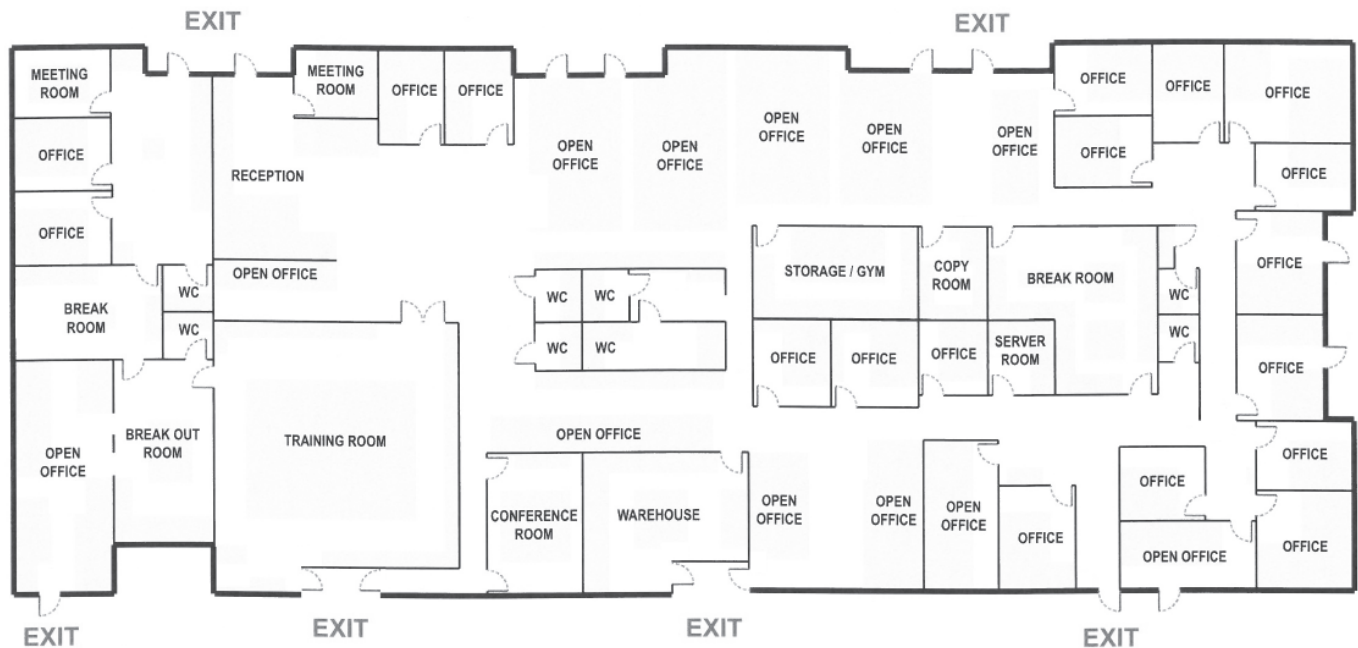 EXIT
EXIT
MEETING
ROOM
MEETING
ROOM
OFFICE
OFFICE
OPEN
OFFICE
OPEN
OFFICE
OPEN
OFFICE
OPEN
OFFICE
OPEN
OFFICE
OFFICE
OFFICE
OFFICE
OFFICE
OFFICE
OFFICE
RECEPTION
OFFICE
OPEN OFFICE
BREAK
ROOM
WC
WC
WC
WC
WC
WC
STORAGE / GYM
COPY
ROOM
BREAK ROOM
WC
WC
OFFICE
OFFICE
OFFICE
OFFICE
SERVER
ROOM
OFFICE
OPEN
OFFICE
BREAK OUT
ROOM
TRAINING ROOM
OPEN OFFICE
CONFERENCE
ROOM
WAREHOUSE
OPEN
OFFICE
OPEN
OFFICE
OPEN
OFFICE
OFFICE
OFFICE
OPEN OFFICE
OFFICE
OFFICE
EXIT
EXIT
EXIT
EXIT